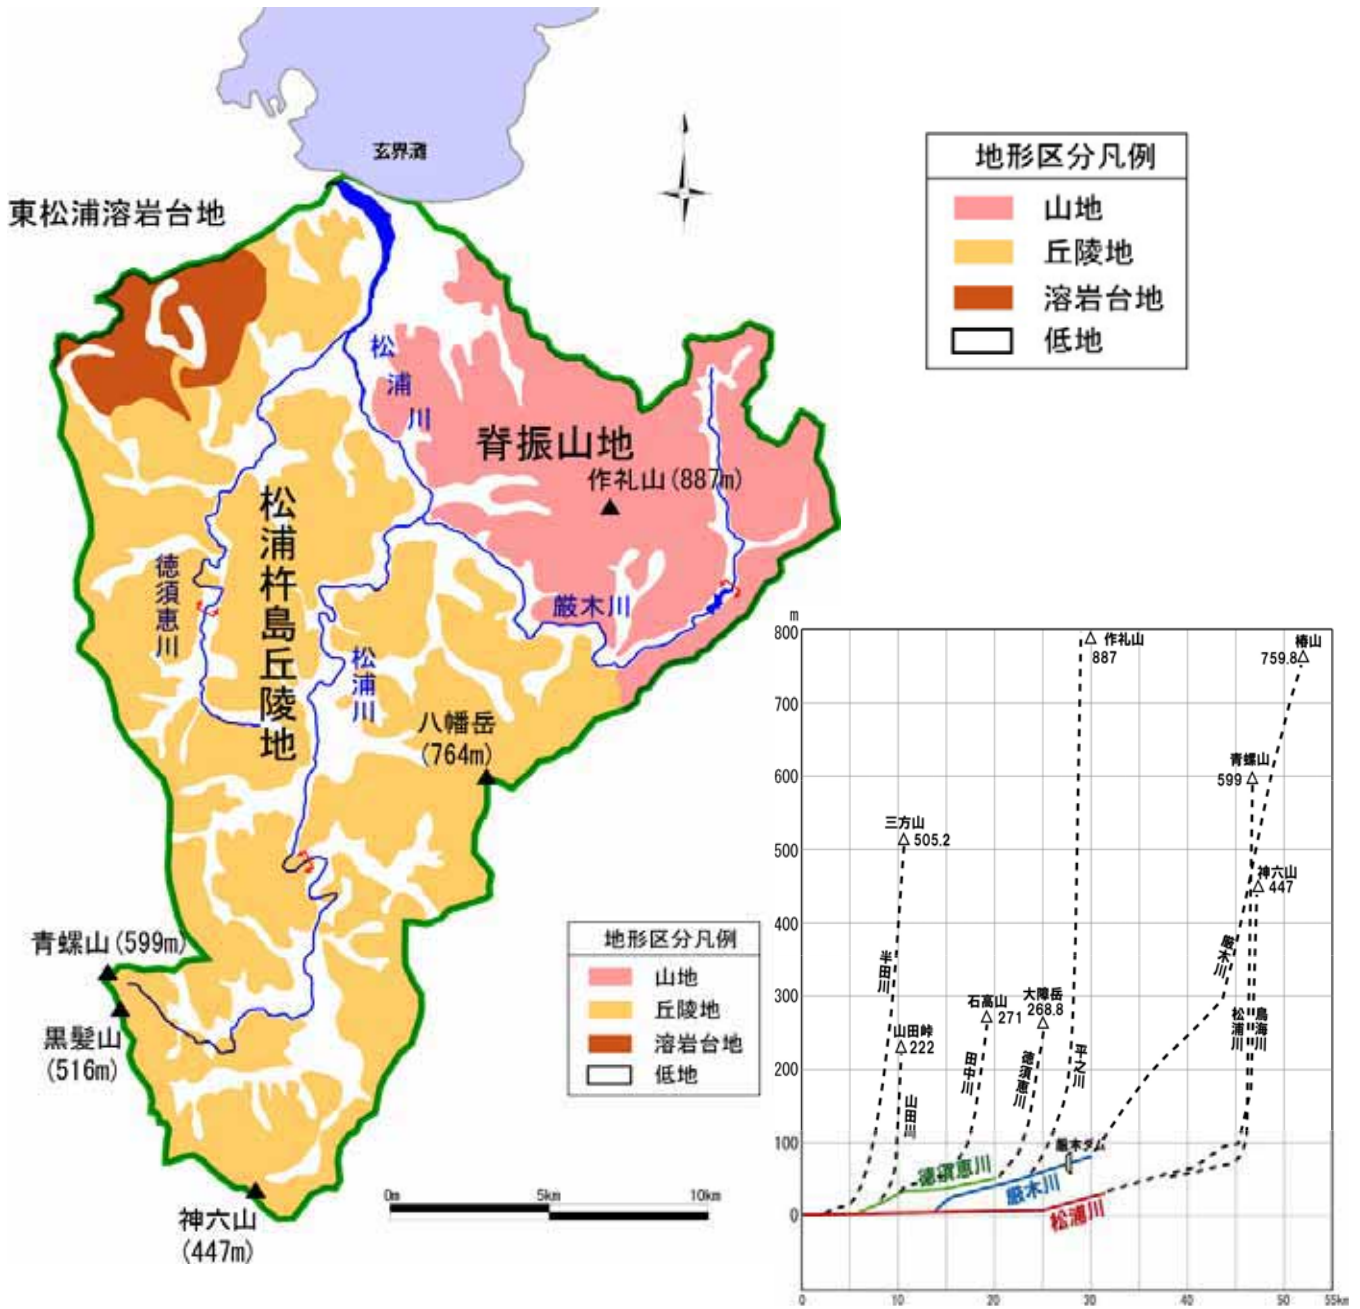 玄界灘
東松浦溶岩台地
地形区分凡例
山地
丘陵地
溶岩台地
低地
松浦川
脊振山地
作礼山(887m)
松浦杵島丘陵地
徳須恵川
厳木川
松浦川
八幡岳
(764m)
青螺山(599m)
黒髪山
(516m)
神六山
(447m)
地形区分凡例
山地
丘陵地
溶岩台地
低地
0m
5km
10km
m
800
700
600
500
400
300
200
100
0
0
10
20
30
40
50
55km
作礼山
887
椿山
759.8
青螺山
599
神六山
447
三方山
505.2
半田川
山田峠
222
山田川
石高山
271
田中川
大障岳
268.8
徳須恵川
平之川
厳木川
松浦川
鳥海川
厳木ダム
徳須恵川
厳木川
松浦川